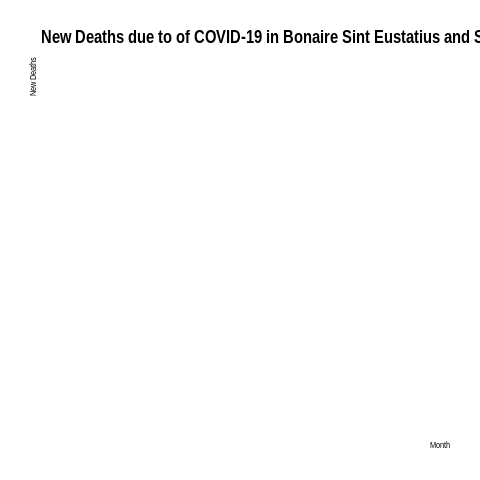 New Deaths due to of COVID-19 in Bonaire Sint Eustatius and S
New Deaths
Month